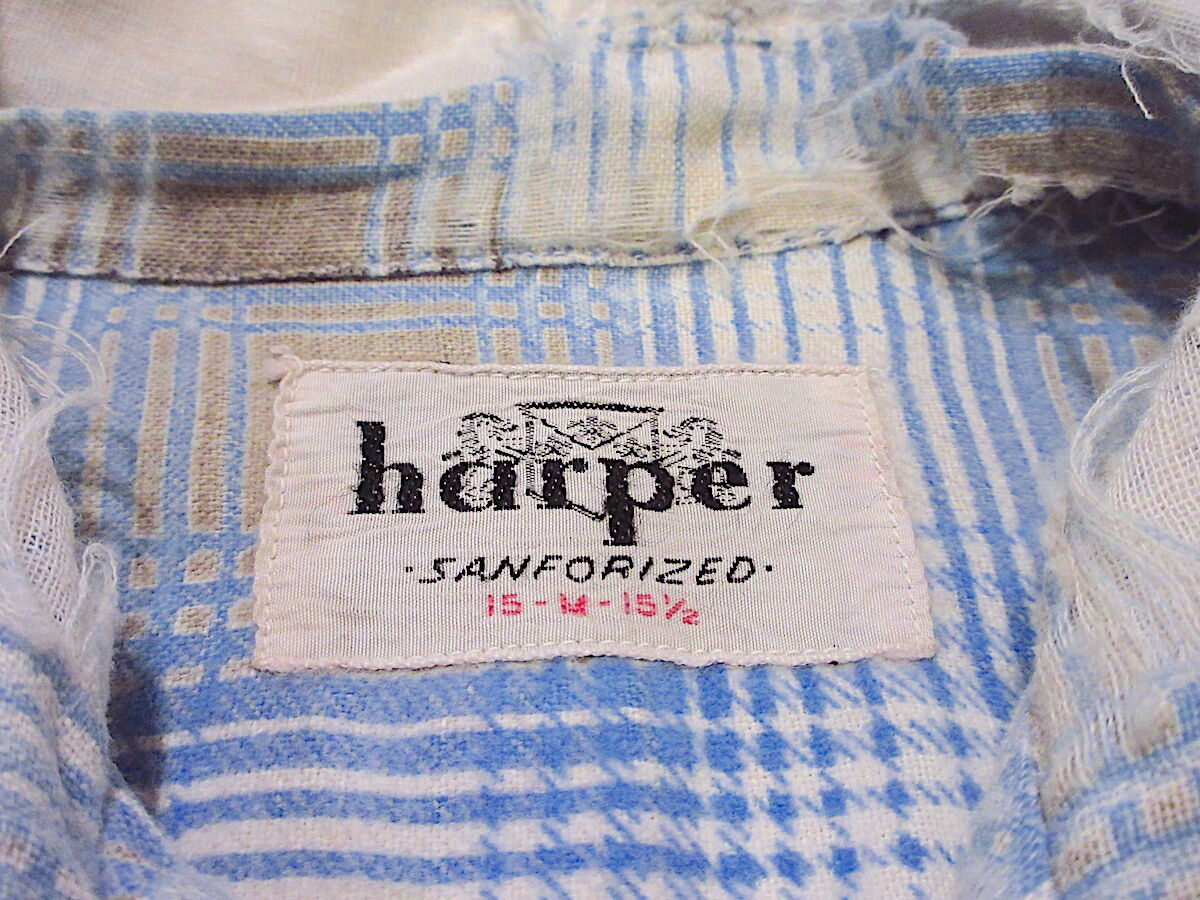 harper
·SANFORIZED·
15-M-15½